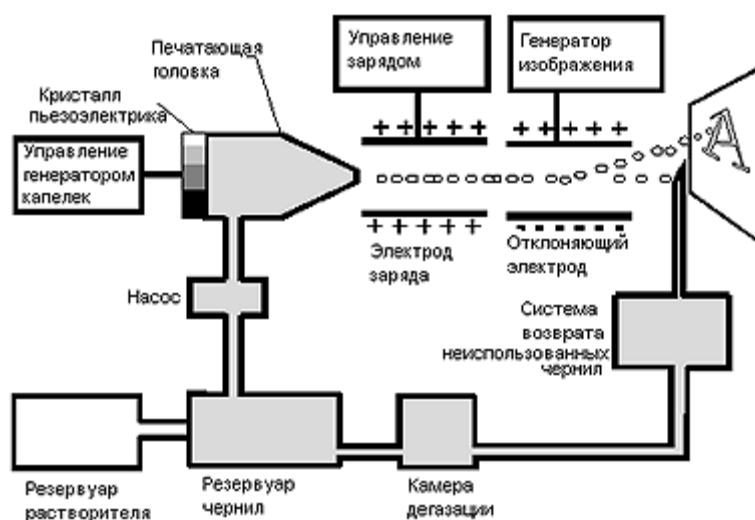 Печатающая
головка
Управление
зарядом
Генератор
изображения
Кристалл
пьезоэлектрика
Управление
генератором
капелек
А
Электрод
заряда
Отклоняющий
электрод
Насос
Система
возврата
неиспользованных
чернил
Резервуар
растворителя
Резервуар
чернил
Камера
дегазации